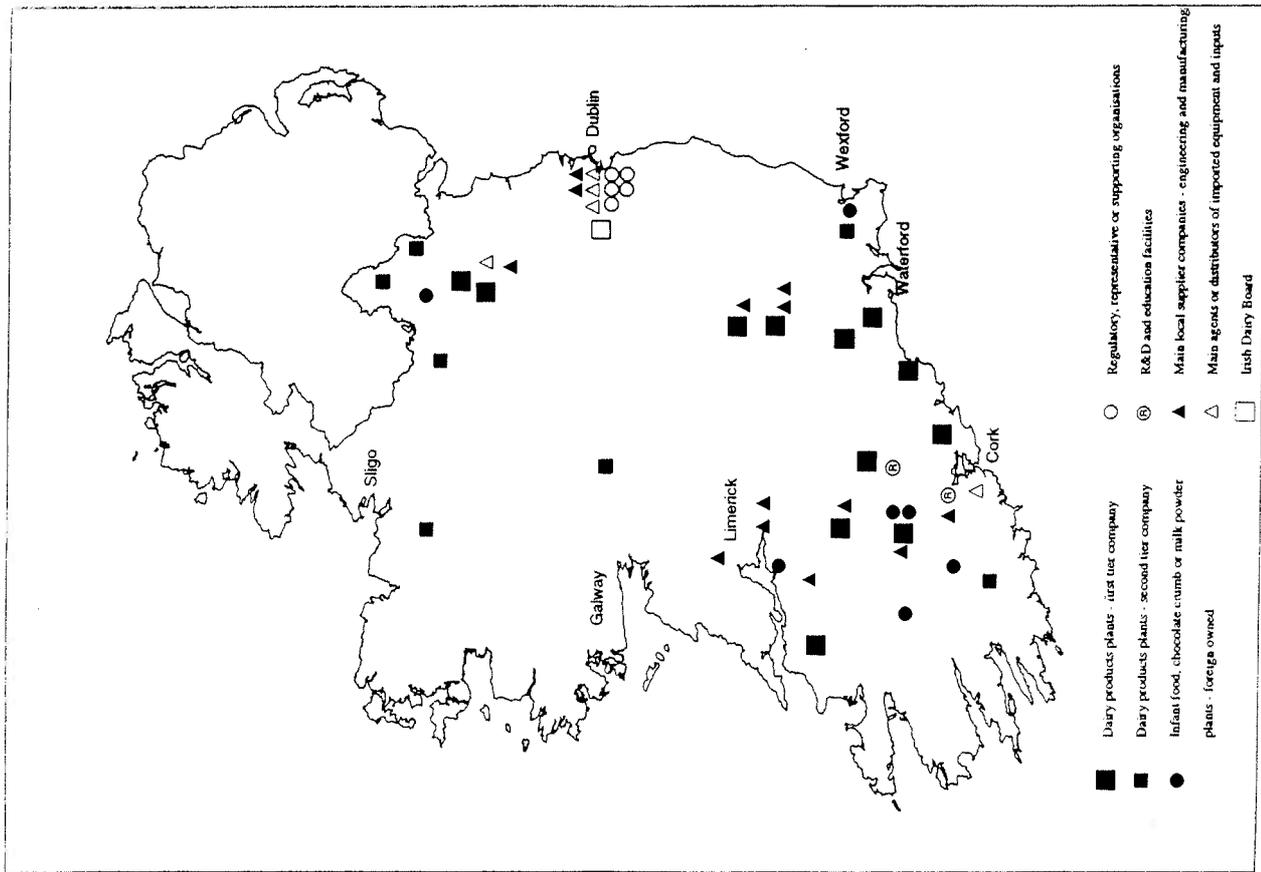 Sligo
Dublin
Galway
Limerick
Wexford
Waterford
Cork
Dairy products plants - first tier company
Dairy products plants - second tier company
Infant food, chocolate crumb or milk powder
plants - foreign owned
Regulatory, representative or supporting organisations
R&D and education facilities
Main local supplier companies - engineering and manufacturing
Main agents or distributors of imported equipment and inputs
Irish Dairy Board
R
R
R